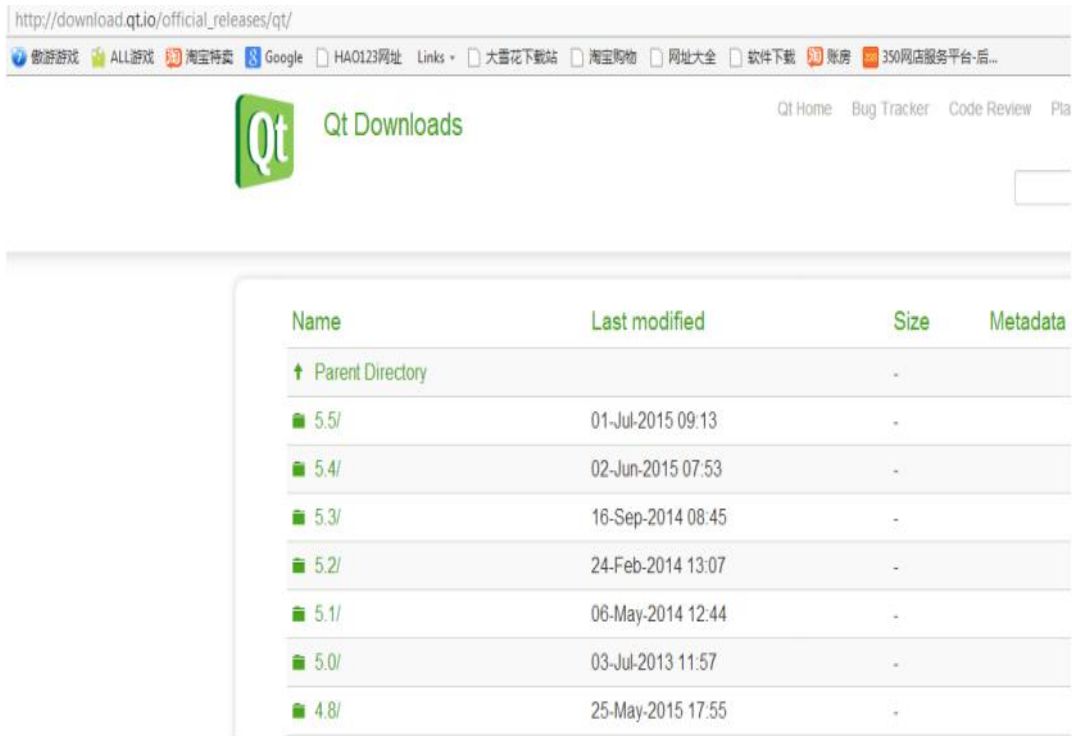 http://download.qt.io/official_releases/qt/
傲游游戏 ALL游戏 淘宝特卖 Google HAO123网址 Links 大雪花下载站 淘宝购物 网址大全 软件下载 账房 350网店服务平台-后...
Qt Qt Downloads Qt Home Bug Tracker Code Review Pla
Name Last modified Size Metadata
Parent Directory -
5.5/ 01-Jul-2015 09:13 -
5.4/ 02-Jun-2015 07:53 -
5.3/ 16-Sep-2014 08:45 -
5.2/ 24-Feb-2014 13:07 -
5.1/ 06-May-2014 12:44 -
5.0/ 03-Jul-2013 11:57 -
4.8/ 25-May-2015 17:55 -